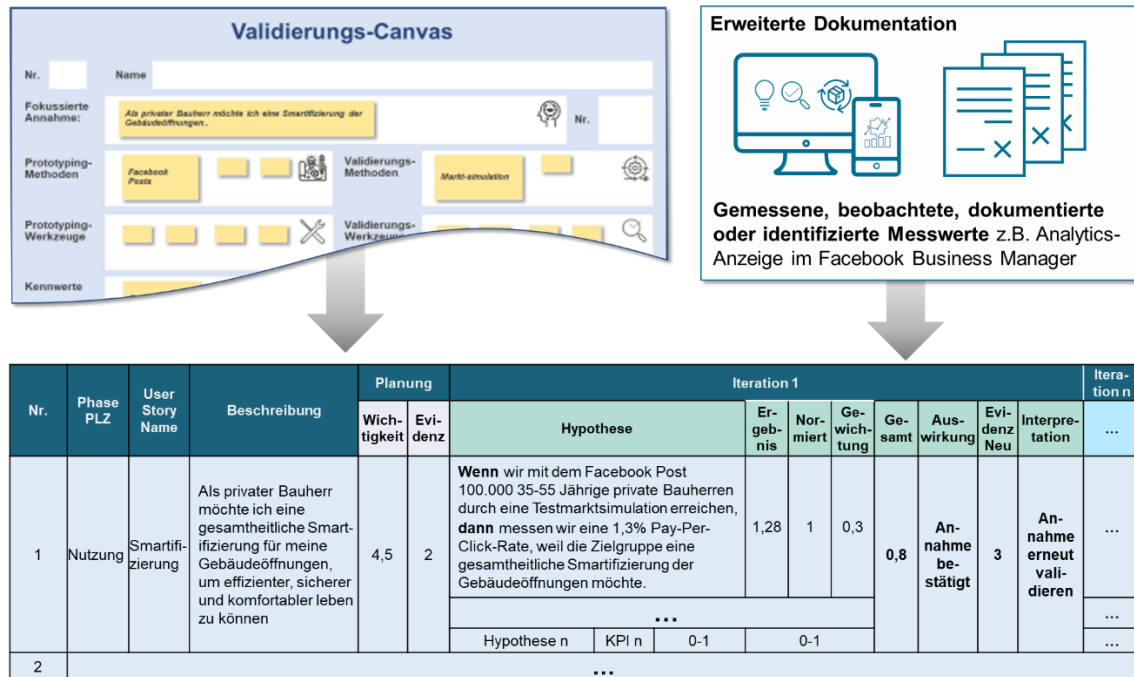 Validierungs-Canvas
Nr.
Name
Fokussierte
Annahme:
Als privater Bauherr möchte ich eine Smartifizierung der
Gebäudeöffnungen..
Nr.
Prototyping-
Methoden
Facebook
Posts
Validierungs-
Methoden
Markt-simulation
Prototyping-
Werkzeuge
Validierungs-
Werkzeuge
Kennwerte
Erweiterte Dokumentation
Gemessene, beobachtete, dokumentierte
oder identifizierte Messwerte z.B. Analytics-
Anzeige im Facebook Business Manager
Nr.
Phase
PLZ
User
Story
Name
Beschreibung
Planung
Wich-
tigkeit
Evi-
denz
Iteration 1
Hypothese
Er-
geb-
nis
Nor-
miert
Ge-
wich-
tung
Ge-
samt
Aus-
wirkung
Evi-
denz
Neu
Interpre-
tation
Itera-
tion n
...
1
Nutzung
Smartifi-
zierung
Als privater Bauherr
möchte ich eine
gesamtheitliche Smart-
ifizierung für meine
Gebäudeöffnungen,
um effizienter, sicherer
und komfortabler leben
zu können
4,5
2
Wenn wir mit dem Facebook Post
100.000 35-55 Jährige private Bauherren
durch eine Testmarktsimulation erreichen,
dann messen wir eine 1,3% Pay-Per-
Click-Rate, weil die Zielgruppe eine
gesamtheitliche Smartifizierung der
Gebäudeöffnungen möchte.
1,28
1
0,3
0,8
An-
nahme
be-
stätigt
3
An-
nahme
erneut
vali-
dieren
...
...
...
Hypothese n
KPI n
0-1
0-1
...
2
...